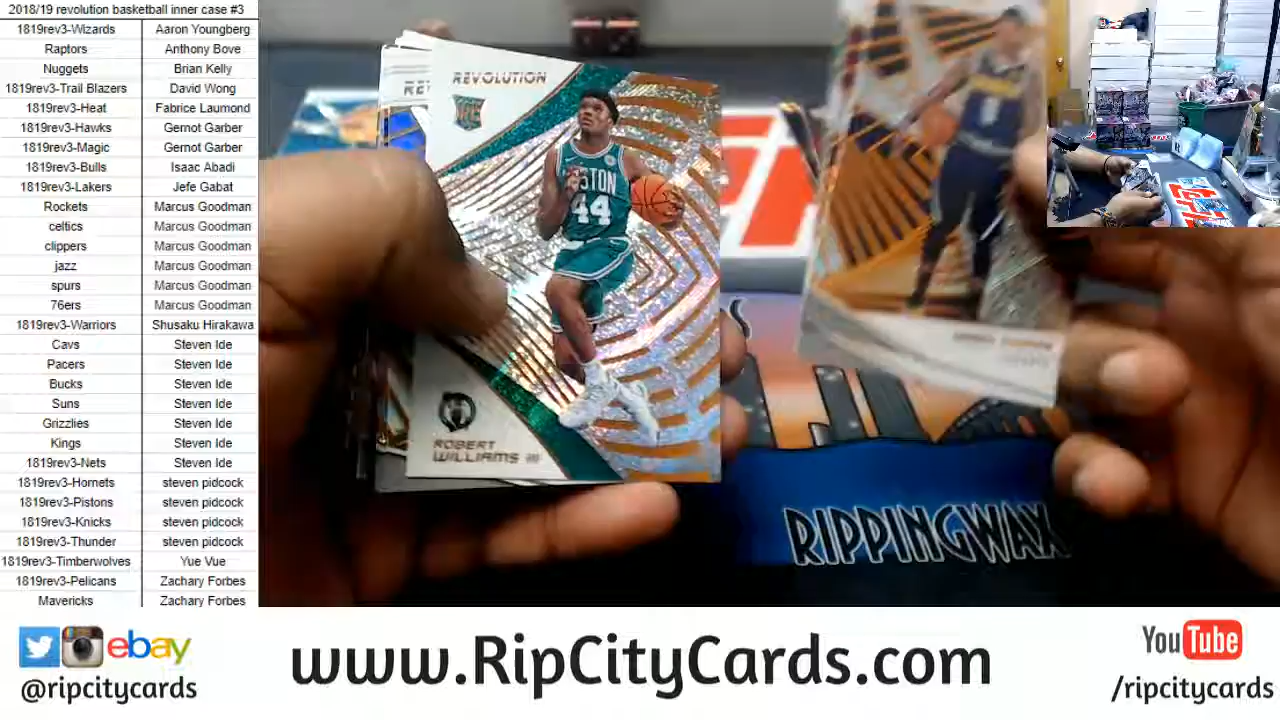 2018/19 revolution basketball inner case #3
1819rev3-Wizards Aaron Youngberg
Raptors Anthony Bove
Nuggets Brian Kelly
1819rev3-Trail Blazers David Wong
1819rev3-Heat Fabrice Laumond
1819rev3-Hawks Gernot Garber
1819rev3-Magic Gernot Garber
1819rev3-Bulls Isaac Abadi
1819rev3-Lakers Jefe Gabat
Rockets Marcus Goodman
celtics Marcus Goodman
clippers Marcus Goodman
jazz Marcus Goodman
spurs Marcus Goodman
76ers Marcus Goodman
1819rev3-Warriors Shusaku Hirakawa
Cavs Steven Ide
Pacers Steven Ide
Bucks Steven Ide
Suns Steven Ide
Grizzlies Steven Ide
Kings Steven Ide
1819rev3-Nets Steven Ide
1819rev3-Hornets steven pidcock
1819rev3-Pistons steven pidcock
1819rev3-Knicks steven pidcock
1819rev3-Thunder steven pidcock
1819rev3-Timberwolves Yue Vue
1819rev3-Pelicans Zachary Forbes
Mavericks Zachary Forbes
REVOLUTION
BOSTON
44
ROBERT
WILLIAMS III
RIPPINGWAX
ebay
@ripcitycards
www.RipCityCards.com
YouTube
/ripcitycards